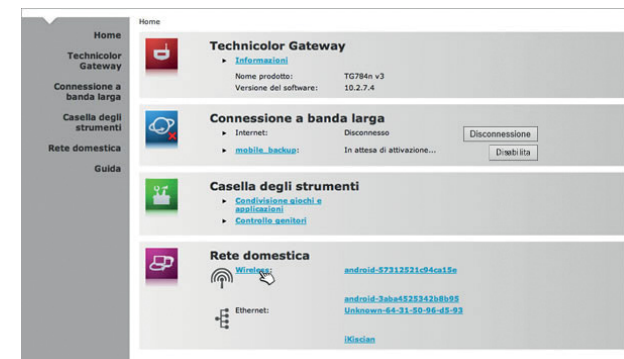 Home
Home
Technicolor
Gateway
Connessione a
banda larga
Casella degli
strumenti
Rete domestica
Guida
Technicolor Gateway
Informazioni
Nome prodotto: TG784n v3
Versione del software: 10.2.7.4
Connessione a banda larga
Internet: Disconnesso Disconnessione
mobile_backup: In attesa di attivazione... Disabilita
Casella degli strumenti
Condivisione giochi e
applicazioni
Controllo genitori
Rete domestica
Wireless: android-57312521c94ca15e
android-3aba4525342b8b95
Ethernet: Unknown-64-31-50-96-d5-93
iKiscian